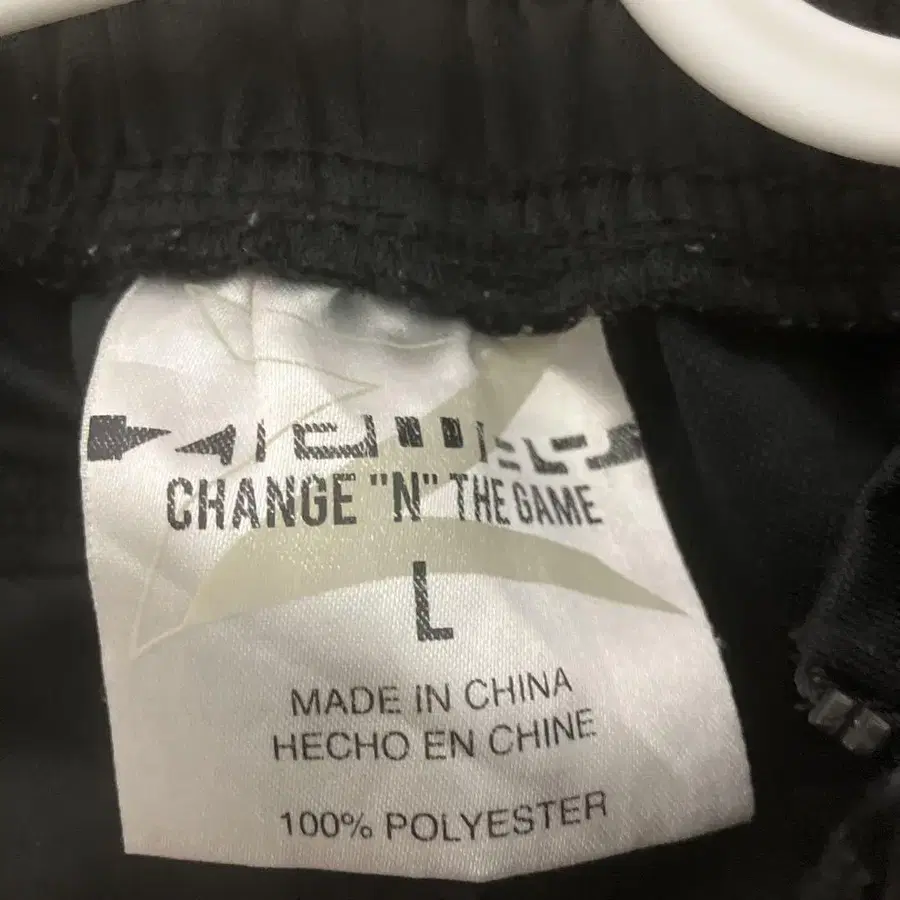 CHANGE "N" THE GAME
L
MADE IN CHINA
HECHO EN CHINE
100% POLYESTER